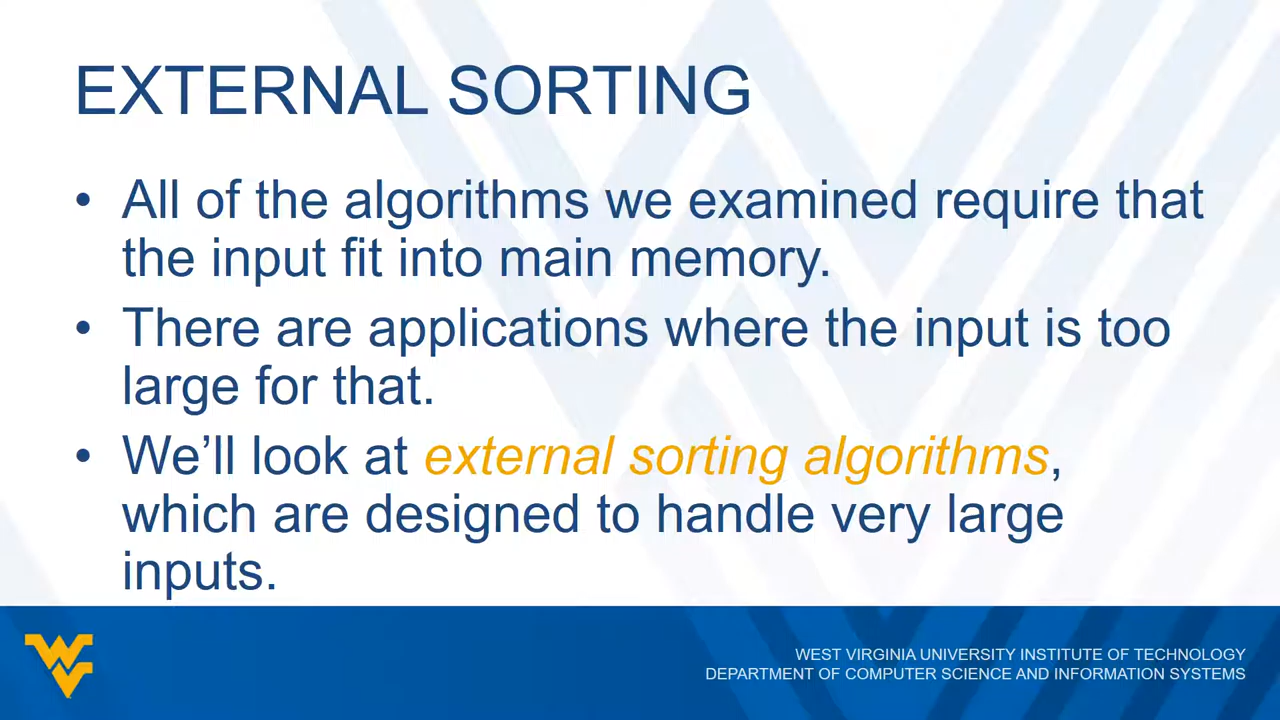 EXTERNAL SORTING
• All of the algorithms we examined require that
the input fit into main memory.
• There are applications where the input is too
large for that.
• We’ll look at external sorting algorithms,
which are designed to handle very large
inputs.
WV
WEST VIRGINIA UNIVERSITY INSTITUTE OF TECHNOLOGY
DEPARTMENT OF COMPUTER SCIENCE AND INFORMATION SYSTEMS